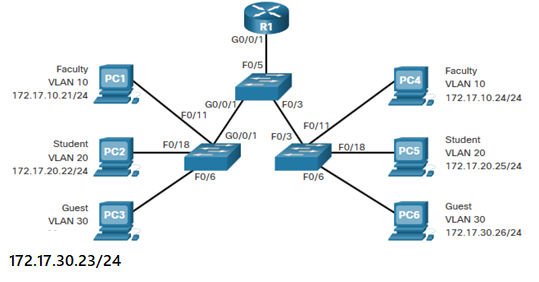 R1
G0/0/1
F0/5
Faculty
VLAN 10
172.17.10.21/24
PC1
PC4
Faculty
VLAN 10
172.17.10.24/24
G0/0/1
F0/3
F0/11
F0/11
Student
VLAN 20
172.17.20.22/24
PC2
F0/18
G0/0/1
F0/3
F0/18
PC5
Student
VLAN 20
172.17.20.25/24
F0/6
F0/6
Guest
VLAN 30
PC3
PC6
Guest
VLAN 30
172.17.30.26/24
172.17.30.23/24